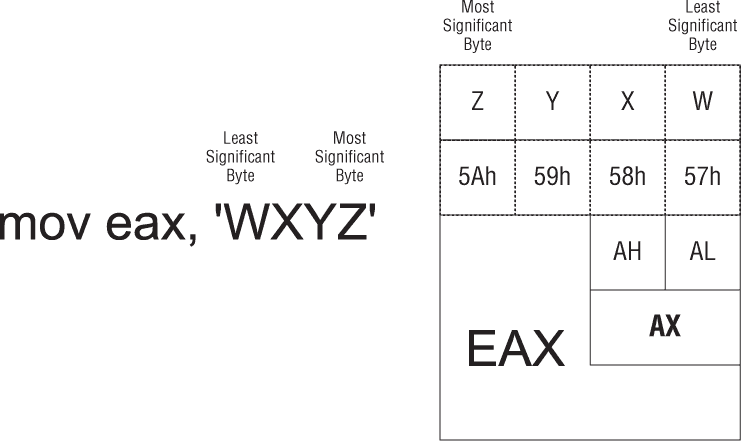 Most
Significant
Byte
Least
Significant
Byte
Z Y X W
Least
Significant
Byte
Most
Significant
Byte
5Ah 59h 58h 57h
mov eax, 'WXYZ'
AH AL
AX
EAX